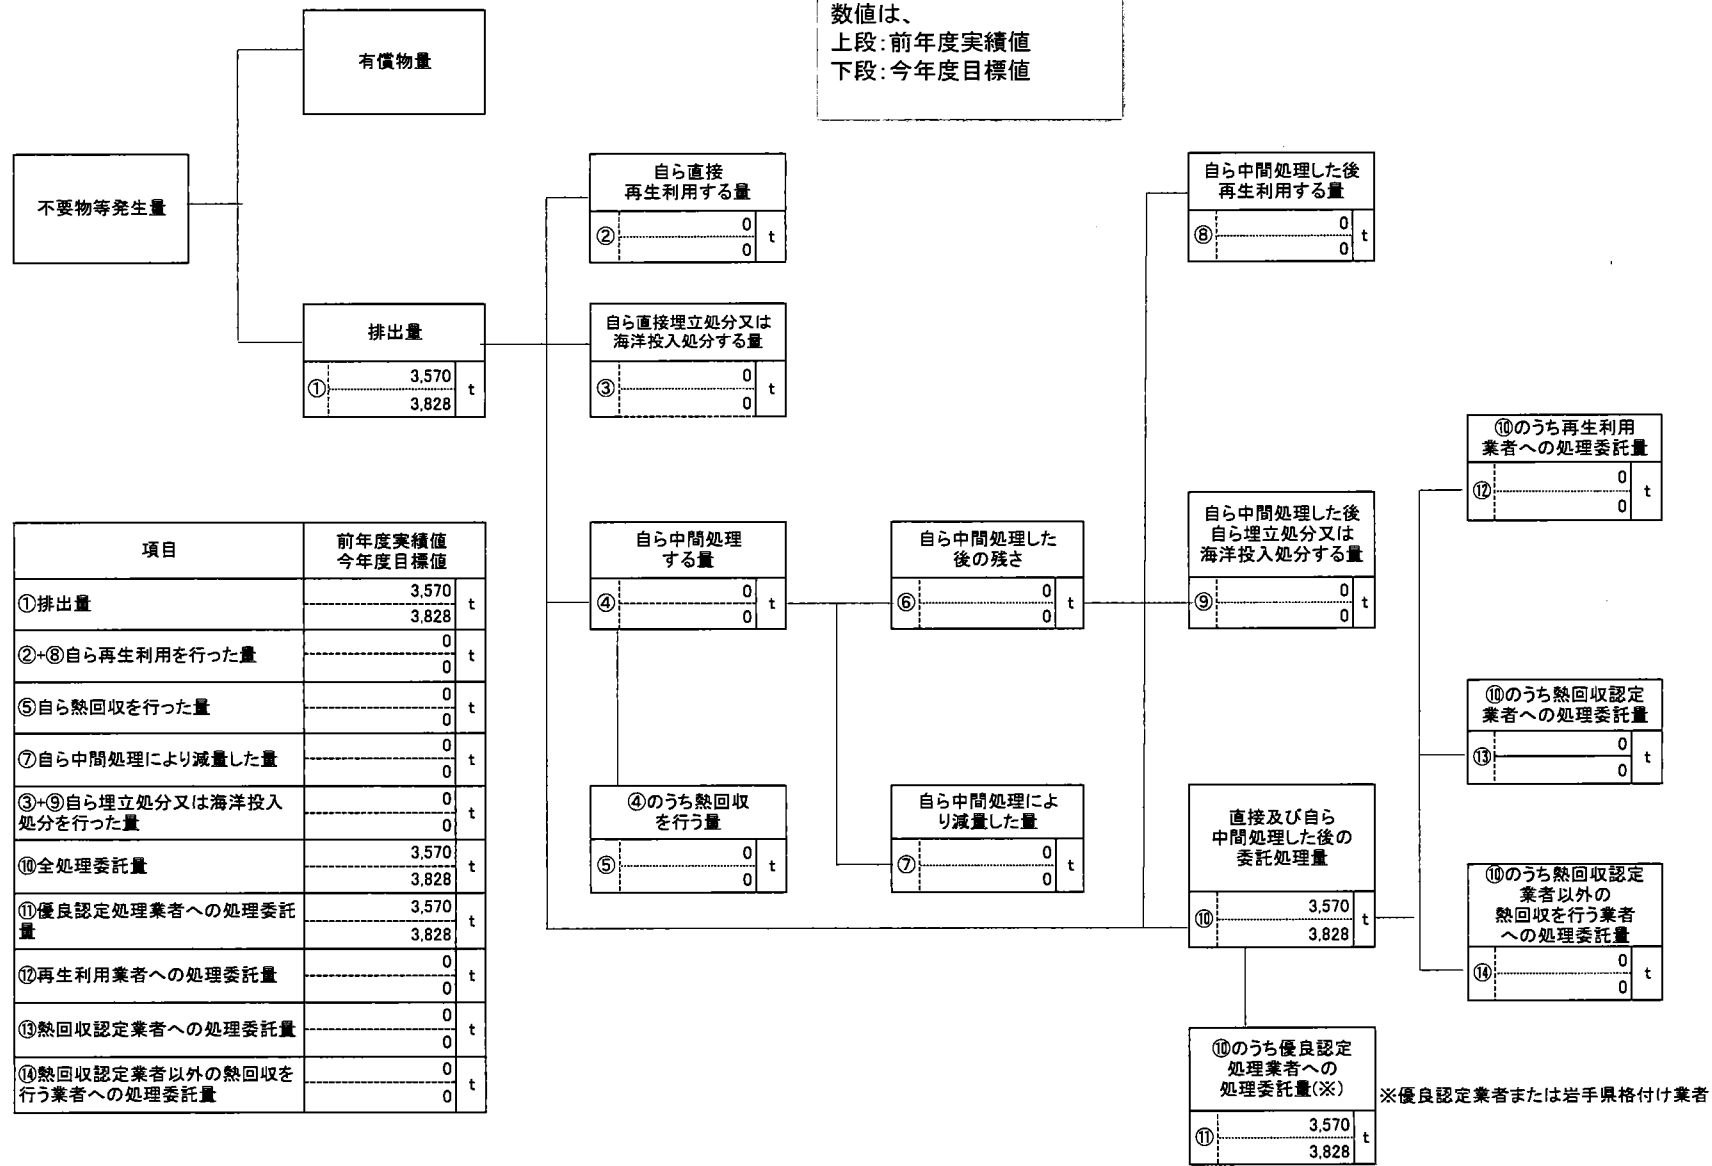 数値は、
上段:前年度実績値
下段:今年度目標値
有償物量
不要物等発生量
排出量
① 3,570 t
3,828
自ら直接
再生利用する量
② 0 t
0
自ら直接埋立処分又は
海洋投入処分する量
③ 0 t
0
自ら中間処理
する量
④ 0 t
0
④のうち熱回収
を行う量
⑤ 0 t
0
自ら中間処理した
後の残さ
⑥ 0 t
0
自ら中間処理によ
り減量した量
⑦ 0 t
0
自ら中間処理した後
再生利用する量
⑧ 0 t
0
自ら中間処理した後
自ら埋立処分又は
海洋投入処分する量
⑨ 0 t
0
直接及び自ら
中間処理した後の
委託処理量
⑩ 3,570 t
3,828
⑩のうち優良認定
処理業者への
処理委託量(※)
⑪ 3,570 t
3,828
※優良認定業者または岩手県格付け業者
⑩のうち再生利用
業者への処理委託量
⑫ 0 t
0
⑩のうち熱回収認定
業者への処理委託量
⑬ 0 t
0
⑩のうち熱回収認定
業者以外の
熱回収を行う業者
への処理委託量
⑭ 0 t
0
項目 前年度実績値
今年度目標値
①排出量 3,570 t
3,828
②+⑧自ら再生利用を行った量 0 t
0
⑤自ら熱回収を行った量 0 t
0
⑦自ら中間処理により減量した量 0 t
0
③+⑨自ら埋立処分又は海洋投入
処分を行った量 0 t
0
⑩全処理委託量 3,570 t
3,828
⑪優良認定処理業者への処理委託
量 3,570 t
3,828
⑫再生利用業者への処理委託量 0 t
0
⑬熱回収認定業者への処理委託量 0 t
0
⑭熱回収認定業者以外の熱回収を
行う業者への処理委託量 0 t
0